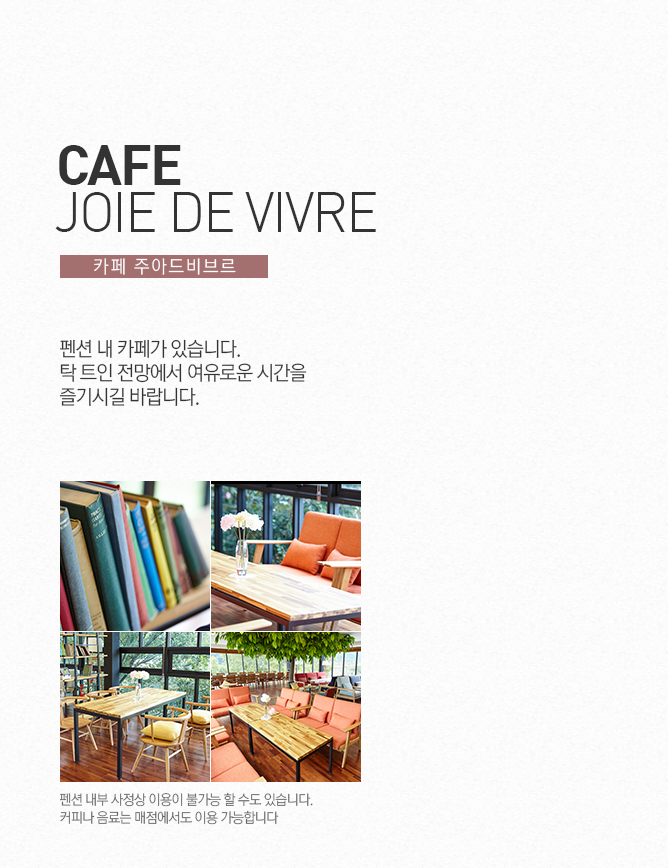 CAFE
JOIE DE VIVRE
카페 주아드비브르
펜션 내 카페가 있습니다.
탁 트인 전망에서 여유로운 시간을
즐기시길 바랍니다.
펜션 내부 사정상 이용이 불가능 할 수도 있습니다.
커피나 음료는 매점에서도 이용 가능합니다